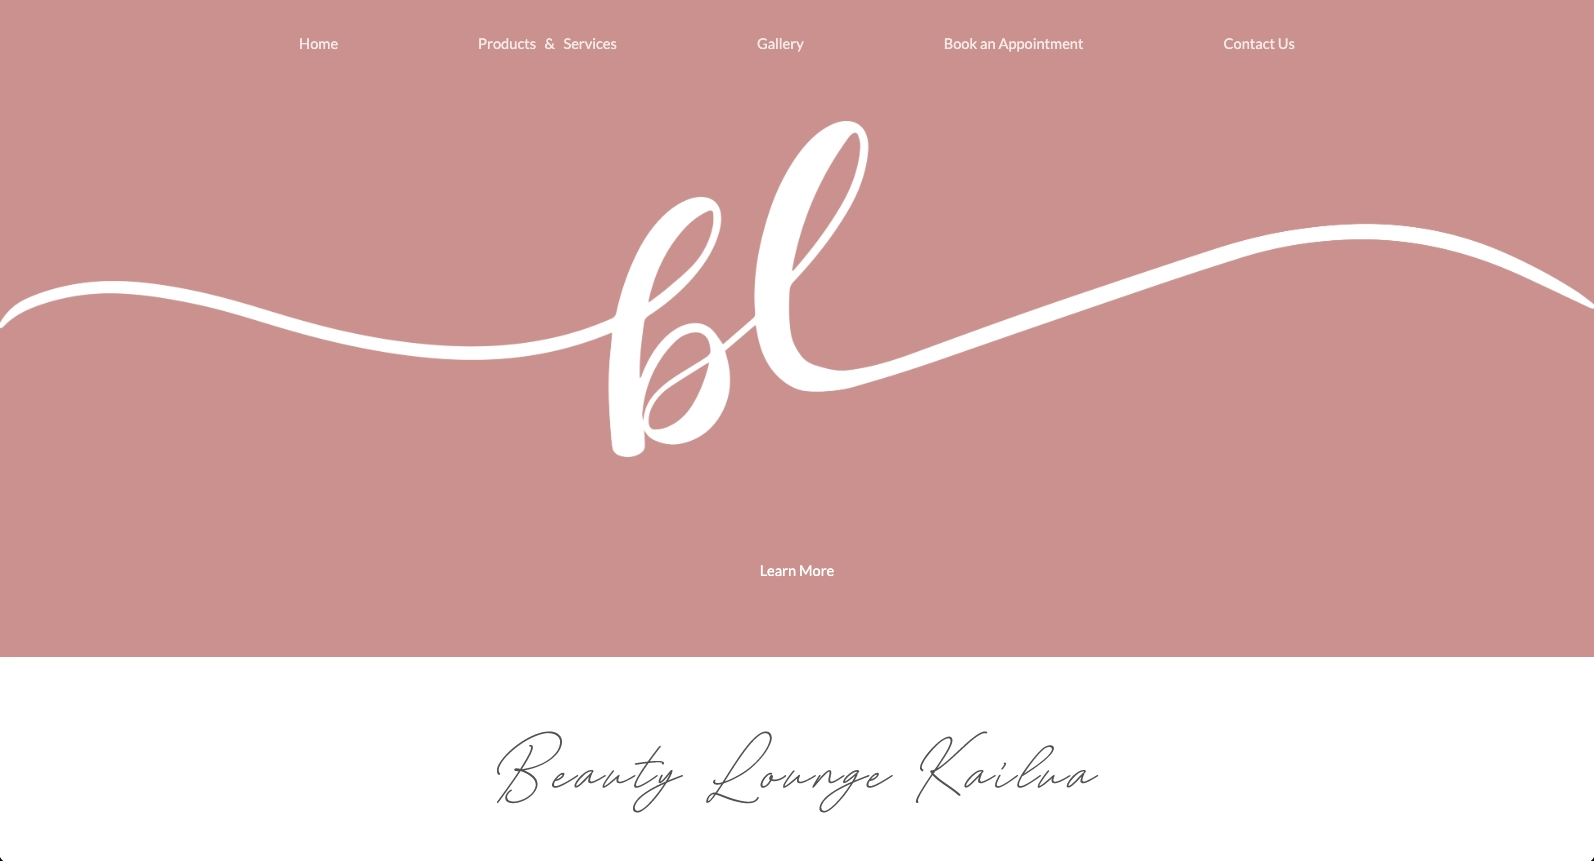 Home Products & Services Gallery Book an Appointment Contact Us
bl
Learn More
Beauty Lounge Kailua